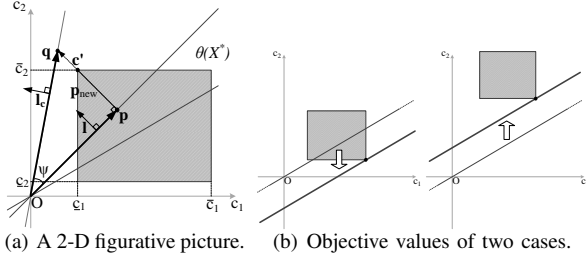 c₂
q
c'
θ(X*)
c̄₂
p_new
l_c
l
p
ψ
c̲₂
O
c̲₁
c̄₁
c₁
(a) A 2-D figurative picture.
c₂
O
c₁
c₂
O
c
(b) Objective values of two cases.